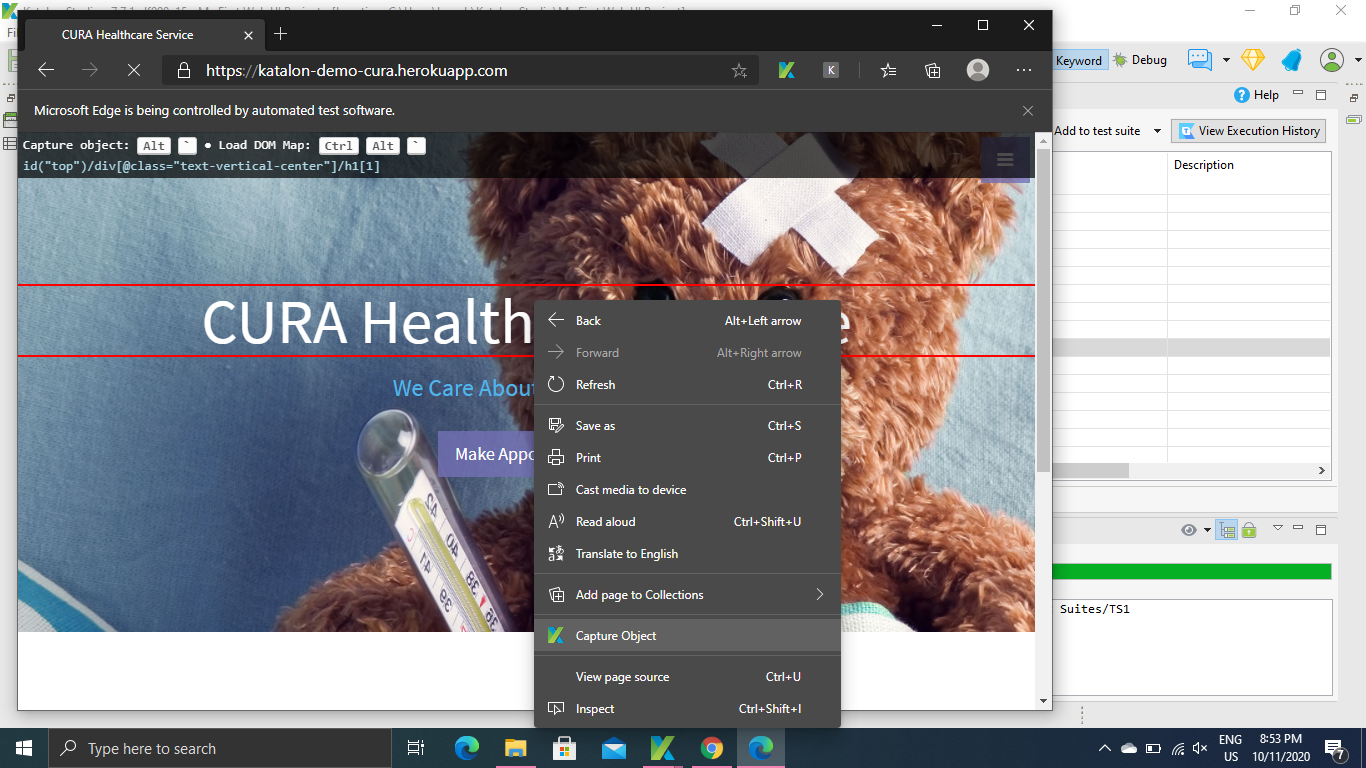 CURA Healthcare Service
https://katalon-demo-cura.herokuapp.com
K
Microsoft Edge is being controlled by automated test software.
Capture object: Alt ` ● Load DOM Map: Ctrl Alt `
id("top")/div[@class="text-vertical-center"]/h1[1]
CURA Health
We Care About
Make Appo
Back Alt+Left arrow
Forward Alt+Right arrow
Refresh Ctrl+R
Save as Ctrl+S
Print Ctrl+P
Cast media to device
Read aloud Ctrl+Shift+U
Translate to English
Add page to Collections
Capture Object
View page source Ctrl+U
Inspect Ctrl+Shift+I
Keyword Debug
Help
Add to test suite View Execution History
Description
Suites/TS1
Type here to search
ENG
US
8:53 PM
10/11/2020
7